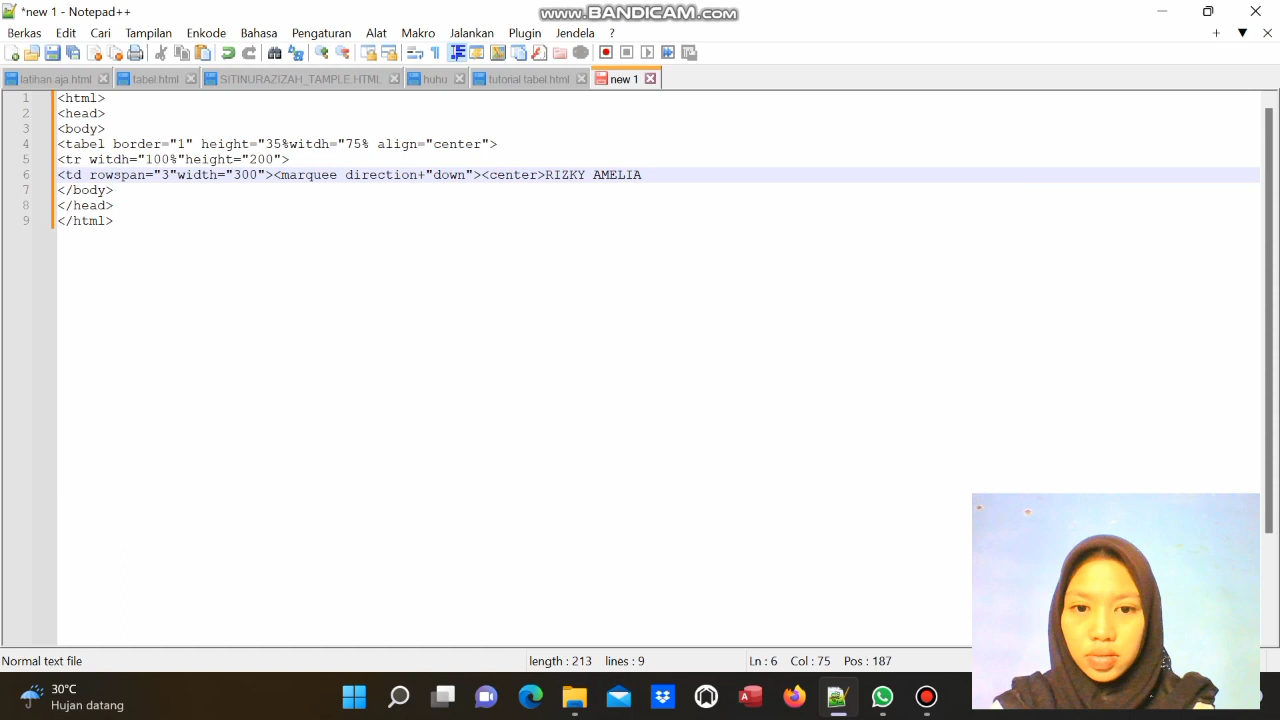 *new 1 - Notepad++
www.BANDICAM.com
Berkas Edit Cari Tampilan Enkode Bahasa Pengaturan Alat Makro Jalankan Plugin Jendela ?
latihan aja.html tabel html SITINURAZIZAH_TAMPLE.HTML huhu tutorial tabel html new 1
1 <html>
2 <head>
3 <body>
4 <tabel border="1" height="35%witdh="75% align="center">
5 <tr witdh="100%"height="200">
6 <td rowspan="3"width="300"><marquee direction+"down"><center>RIZKY AMELIA
7 </body>
8 </head>
9 </html>
Normal text file length : 213 lines : 9 Ln : 6 Col : 75 Pos : 187
30°C
Hujan datang